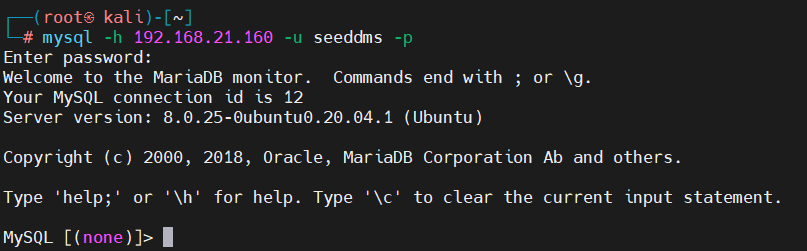 ┌──(root㉿ kali)-[~]
└─# mysql -h 192.168.21.160 -u seeddms -p
Enter password:
Welcome to the MariaDB monitor.  Commands end with ; or \g.
Your MySQL connection id is 12
Server version: 8.0.25-0ubuntu0.20.04.1 (Ubuntu)

Copyright (c) 2000, 2018, Oracle, MariaDB Corporation Ab and others.

Type 'help;' or '\h' for help. Type '\c' to clear the current input statement.

MySQL [(none)]>